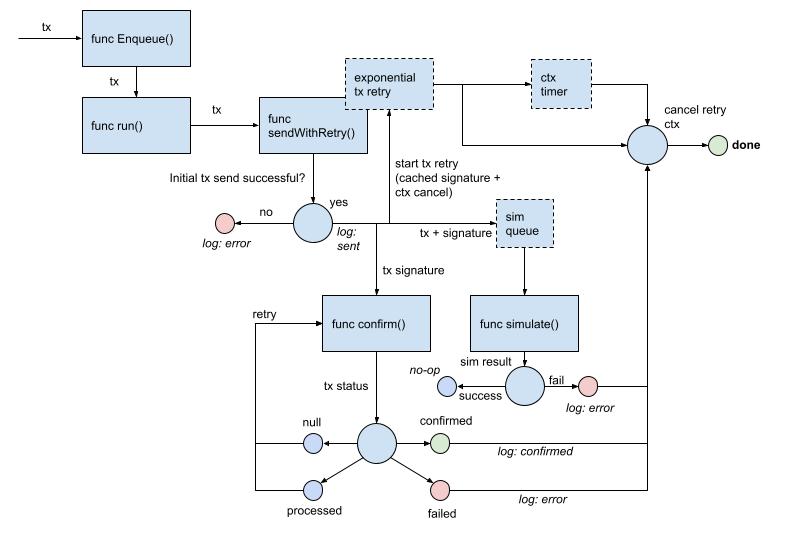 tx
func Enqueue()
tx
func run()
tx
func
sendWithRetry()
exponential
tx retry
ctx
timer
cancel retry
ctx
done
Initial tx send successful?
start tx retry
(cached signature +
ctx cancel)
no
yes
log: error
log:
sent
tx + signature
sim
queue
tx signature
retry
func confirm()
func simulate()
sim result
no-op
success
fail
log: error
tx status
null
confirmed
log: confirmed
processed
failed
log: error